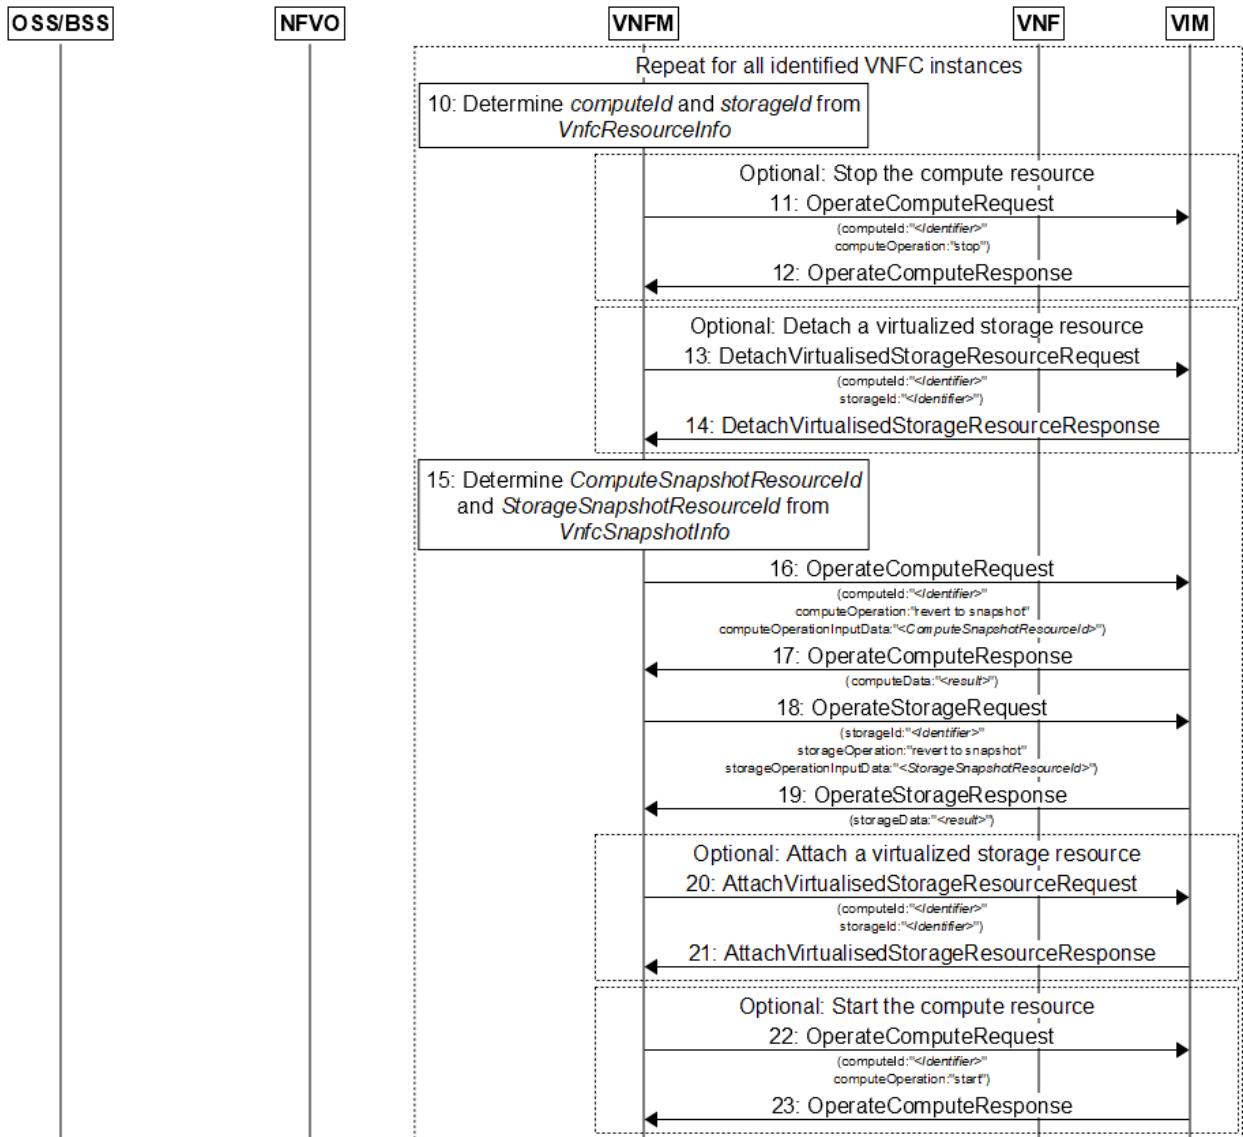 OSS/BSS NFVO VNFM VNF VIM
Repeat for all identified VNFC instances
10: Determine computeId and storageId from
VnfcResourceInfo
Optional: Stop the compute resource
11: OperateComputeRequest
(computeId:"<Identifier>"
computeOperation:"stop")
12: OperateComputeResponse
Optional: Detach a virtualized storage resource
13: DetachVirtualisedStorageResourceRequest
(computeId:"<Identifier>"
storageId:"<Identifier>")
14: DetachVirtualisedStorageResourceResponse
15: Determine ComputeSnapshotResourceId
and StorageSnapshotResourceId from
VnfcSnapshotInfo
16: OperateComputeRequest
(computeId:"<Identifier>"
computeOperation:"revert to snapshot"
computeOperationInputData:"<ComputeSnapshotResourceId>")
17: OperateComputeResponse
(computeData:"<result>")
18: OperateStorageRequest
(storageId:"<Identifier>"
storageOperation:"revert to snapshot"
storageOperationInputData:"<StorageSnapshotResourceId>")
19: OperateStorageResponse
(storageData:"<result>")
Optional: Attach a virtualized storage resource
20: AttachVirtualisedStorageResourceRequest
(computeId:"<Identifier>"
storageId:"<Identifier>")
21: AttachVirtualisedStorageResourceResponse
Optional: Start the compute resource
22: OperateComputeRequest
(computeId:"<Identifier>"
computeOperation:"start")
23: OperateComputeResponse